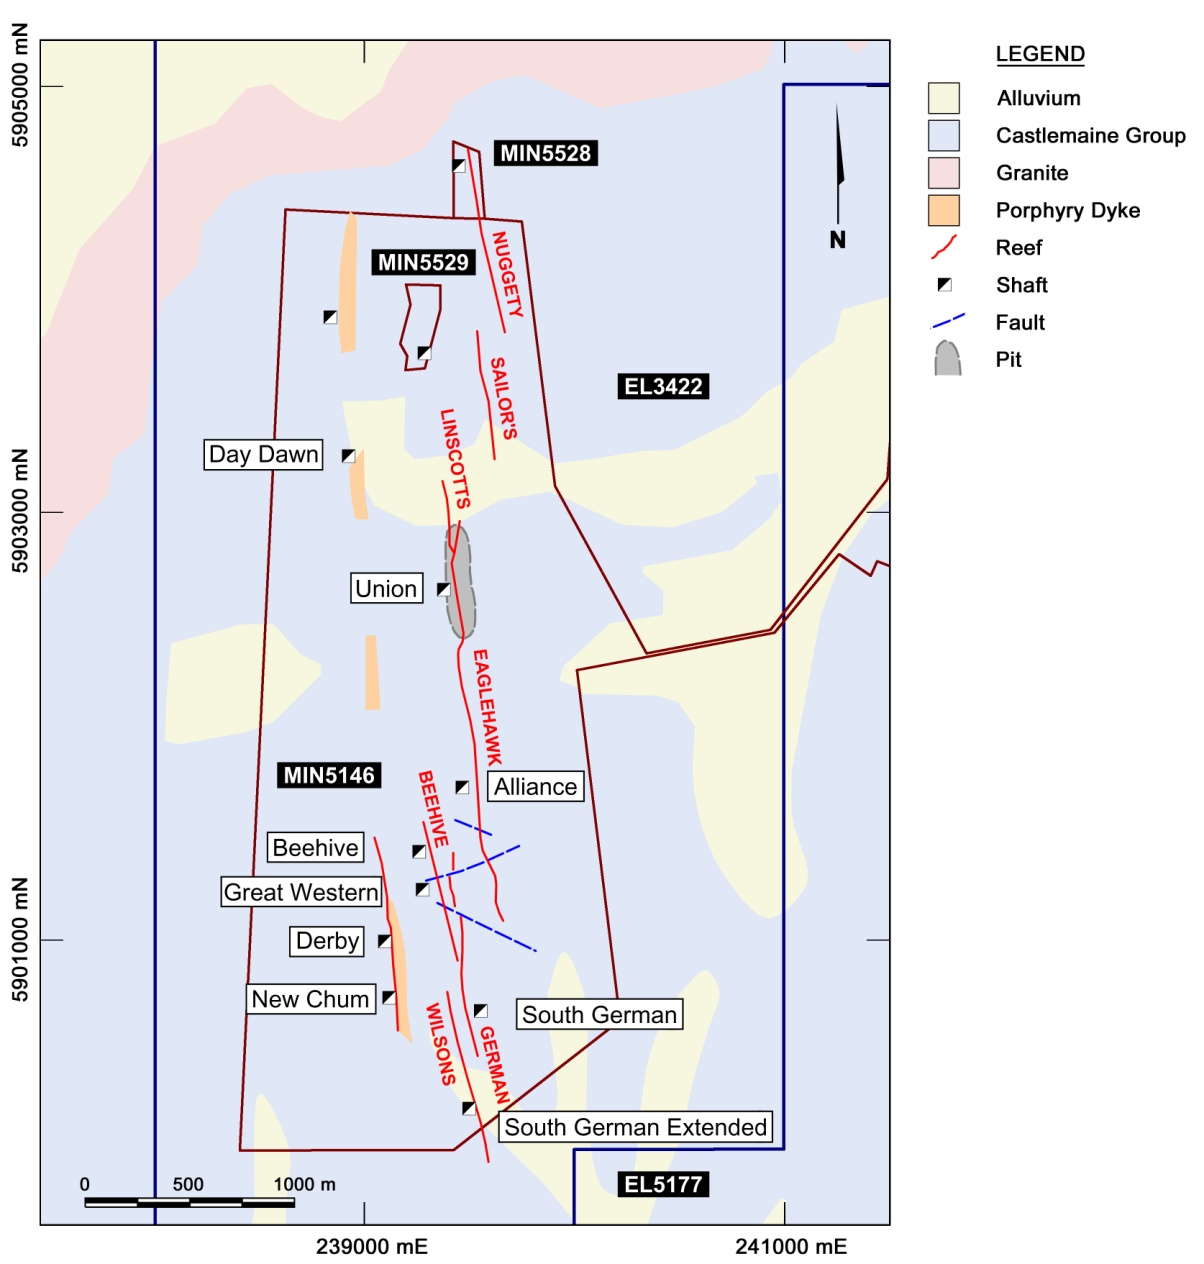 LEGEND
Alluvium
Castlemaine Group
Granite
Porphyry Dyke
Reef
Shaft
Fault
Pit
5905000 mN
5903000 mN
5901000 mN
MIN5528
N
NUGGETY
MIN5529
SAILOR'S
EL3422
LINSCOTTS
Day Dawn
Union
EAGLEHAWK
MIN5146
BEEHIVE
Alliance
Beehive
Great Western
Derby
New Chum
South German
WILSONS
GERMAN
South German Extended
EL5177
0 500 1000 m
239000 mE 241000 mE